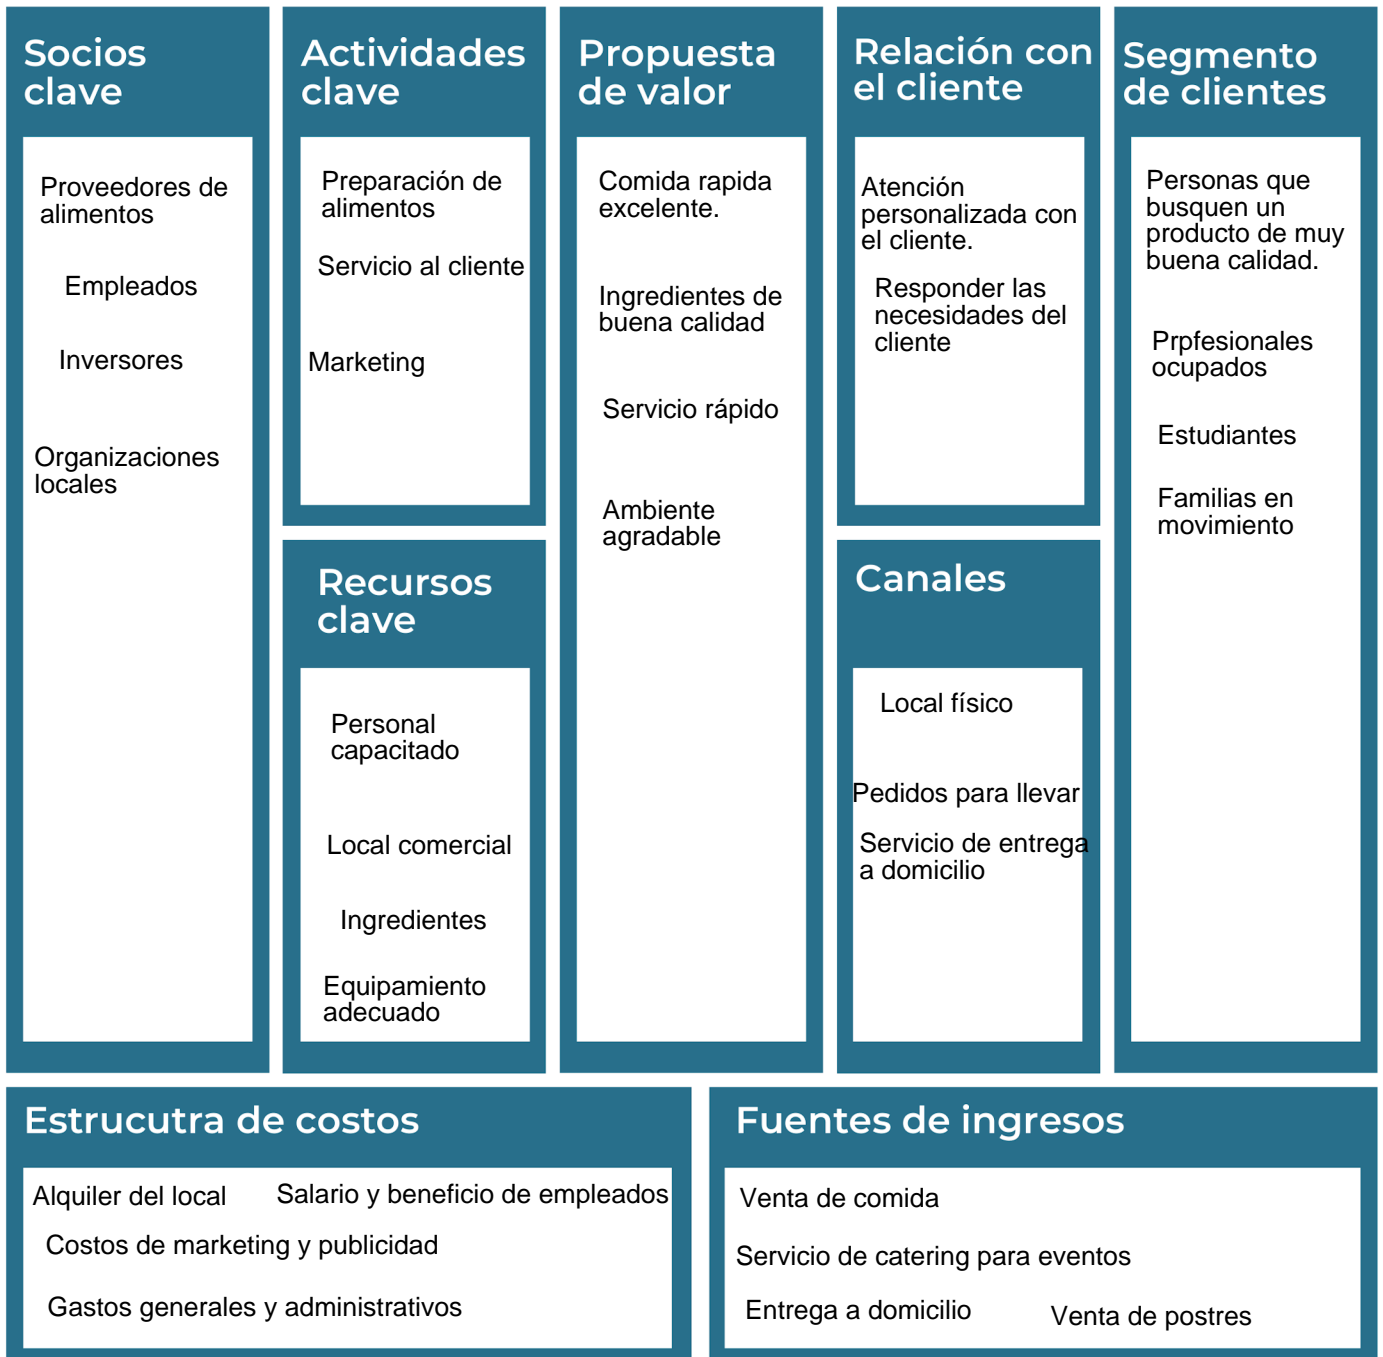 Socios
clave
Proveedores de
alimentos
Empleados
Inversores
Organizaciones
locales
Actividades
clave
Preparación de
alimentos
Servicio al cliente
Marketing
Recursos
clave
Personal
capacitado
Local comercial
Ingredientes
Equipamiento
adecuado
Propuesta
de valor
Comida rapida
excelente.
Ingredientes de
buena calidad
Servicio rápido
Ambiente
agradable
Relación con
el cliente
Atención
personalizada con
el cliente.
Responder las
necesidades del
cliente
Canales
Local físico
Pedidos para llevar
Servicio de entrega
a domicilio
Segmento
de clientes
Personas que
busquen un
producto de muy
buena calidad.
Prpfesionales
ocupados
Estudiantes
Familias en
movimiento
Estrucutra de costos
Alquiler del local
Salario y beneficio de empleados
Costos de marketing y publicidad
Gastos generales y administrativos
Fuentes de ingresos
Venta de comida
Servicio de catering para eventos
Entrega a domicilio
Venta de postres